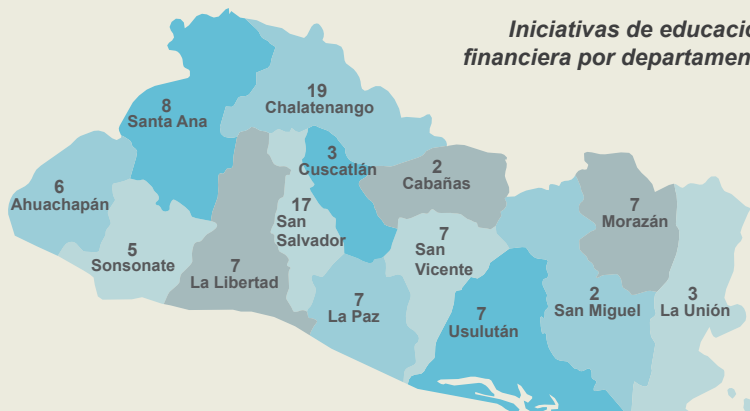 Iniciativas de educació
financiera por departamen
19
Chalatenango
8
Santa Ana
3
Cuscatlán
2
Cabañas
6
Ahuachapán
17
San
Salvador
7
Morazán
5
Sonsonate
7
San
Vicente
7
La Libertad
7
La Paz
7
Usulután
2
San Miguel
3
La Unión